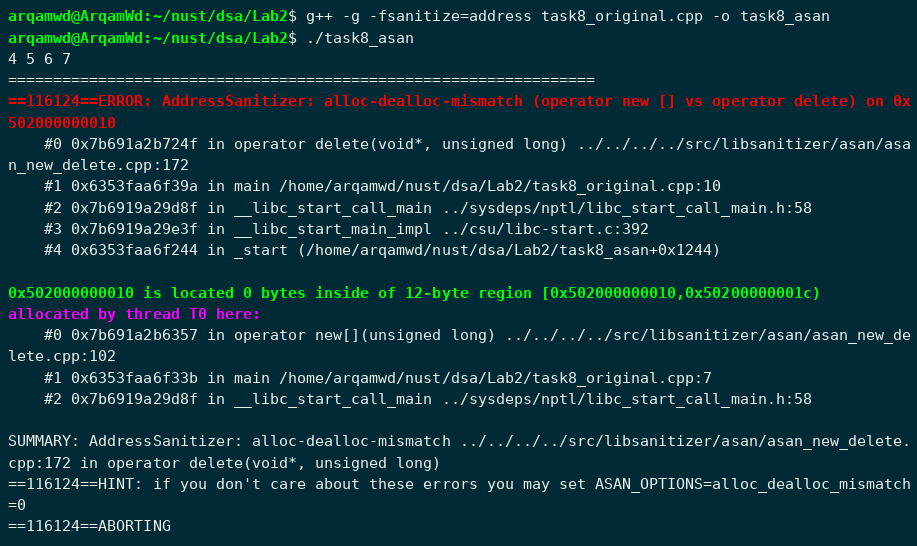 arqamwd@ArqamWd:~/nust/dsa/Lab2$ g++ -g -fsanitize=address task8_original.cpp -o task8_asan
arqamwd@ArqamWd:~/nust/dsa/Lab2$ ./task8_asan
4 5 6 7
=================================================================
==116124==ERROR: AddressSanitizer: alloc-dealloc-mismatch (operator new [] vs operator delete) on 0x
502000000010
    #0 0x7b691a2b724f in operator delete(void*, unsigned long) ../../../../src/libsanitizer/asan/asa
n_new_delete.cpp:172
    #1 0x6353faa6f39a in main /home/arqamwd/nust/dsa/Lab2/task8_original.cpp:10
    #2 0x7b6919a29d8f in __libc_start_call_main ../sysdeps/nptl/libc_start_call_main.h:58
    #3 0x7b6919a29e3f in __libc_start_main_impl ../csu/libc-start.c:392
    #4 0x6353faa6f244 in _start (/home/arqamwd/nust/dsa/Lab2/task8_asan+0x1244)

0x502000000010 is located 0 bytes inside of 12-byte region [0x502000000010,0x50200000001c)
allocated by thread T0 here:
    #0 0x7b691a2b6357 in operator new[](unsigned long) ../../../../src/libsanitizer/asan/asan_new_de
lete.cpp:102
    #1 0x6353faa6f33b in main /home/arqamwd/nust/dsa/Lab2/task8_original.cpp:7
    #2 0x7b6919a29d8f in __libc_start_call_main ../sysdeps/nptl/libc_start_call_main.h:58

SUMMARY: AddressSanitizer: alloc-dealloc-mismatch ../../../../src/libsanitizer/asan/asan_new_delete.
cpp:172 in operator delete(void*, unsigned long)
==116124==HINT: if you don't care about these errors you may set ASAN_OPTIONS=alloc_dealloc_mismatch
=0
==116124==ABORTING